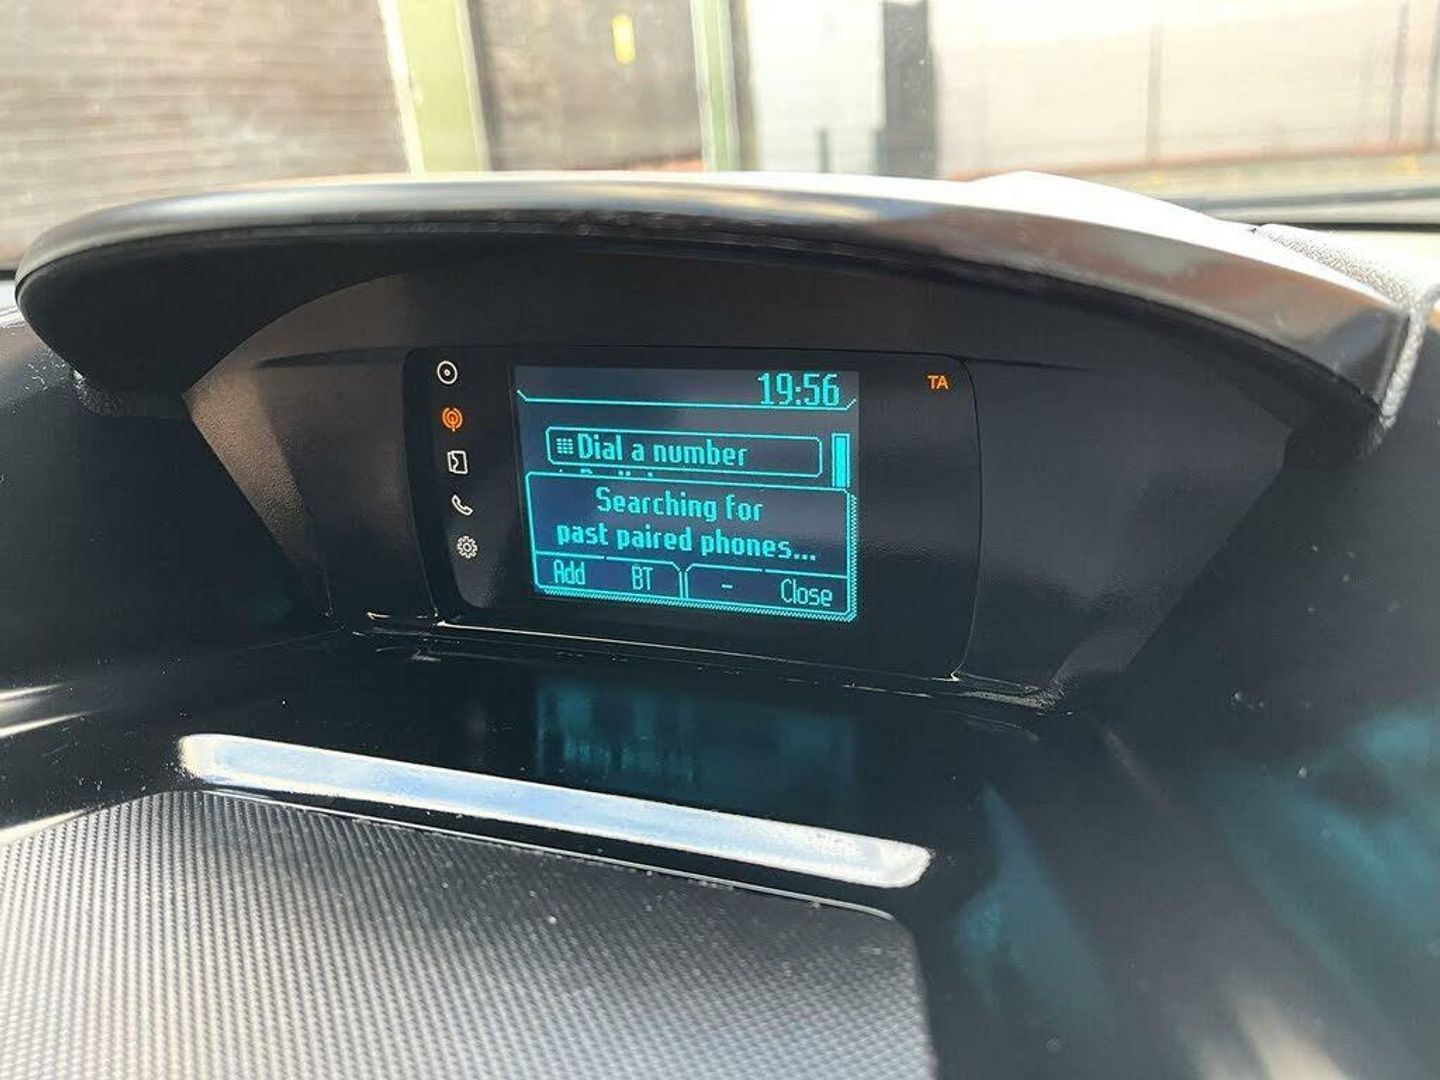 19:56
TA
Dial a number
Searching for
past paired phones...
Add BT - Close